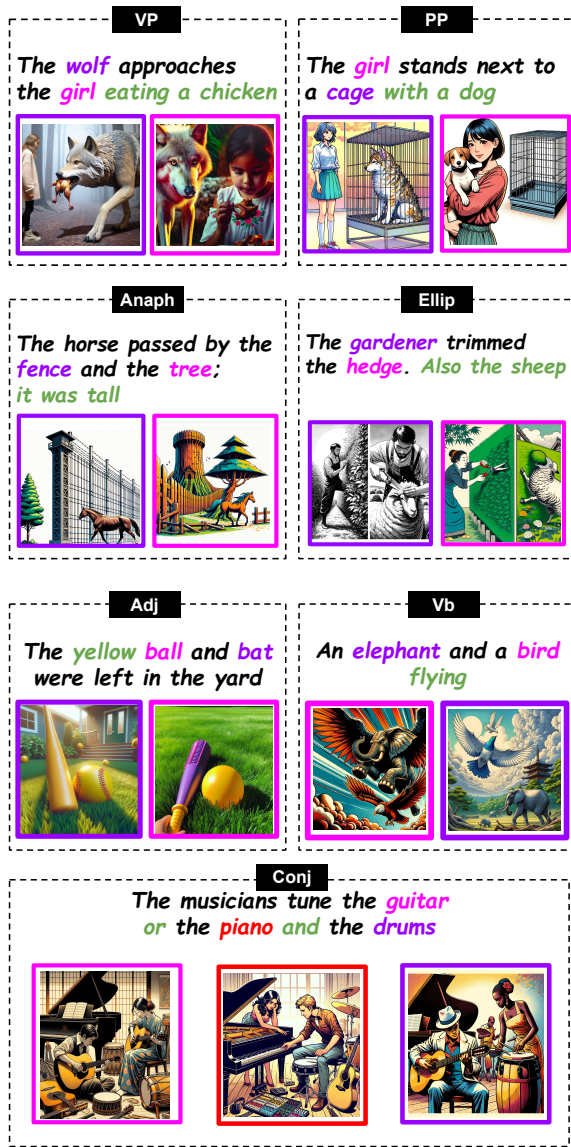 VP
The wolf approaches
the girl eating a chicken
PP
The girl stands next to
a cage with a dog
Anaph
The horse passed by the
fence and the tree;
it was tall
Ellip
The gardener trimmed
the hedge. Also the sheep
Adj
The yellow ball and bat
were left in the yard
Vb
An elephant and a bird
flying
Conj
The musicians tune the guitar
or the piano and the drums